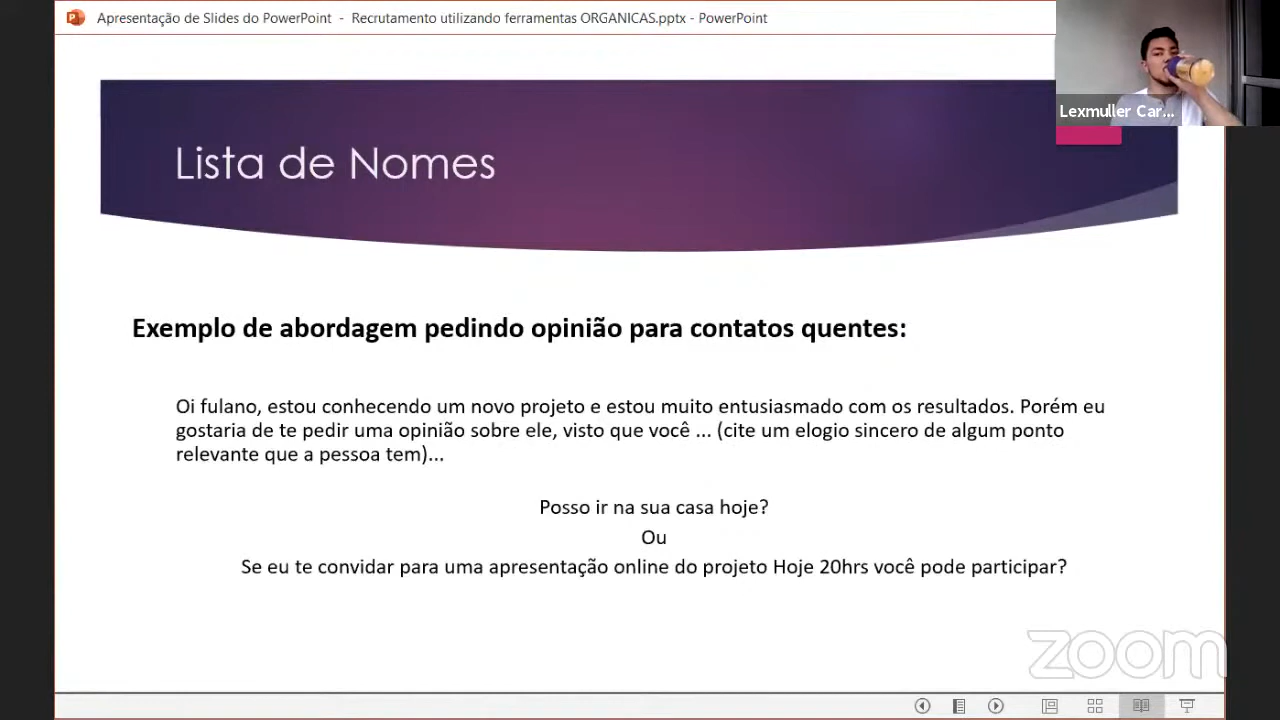 Apresentação de Slides do PowerPoint - Recrutamento utilizando ferramentas ORGANICAS.pptx - PowerPoint
Lexmuller Car...
Lista de Nomes
Exemplo de abordagem pedindo opinião para contatos quentes:
Oi fulano, estou conhecendo um novo projeto e estou muito entusiasmado com os resultados. Porém eu
gostaria de te pedir uma opinião sobre ele, visto que você ... (cite um elogio sincero de algum ponto
relevante que a pessoa tem)...
Posso ir na sua casa hoje?
Ou
Se eu te convidar para uma apresentação online do projeto Hoje 20hrs você pode participar?
zoom